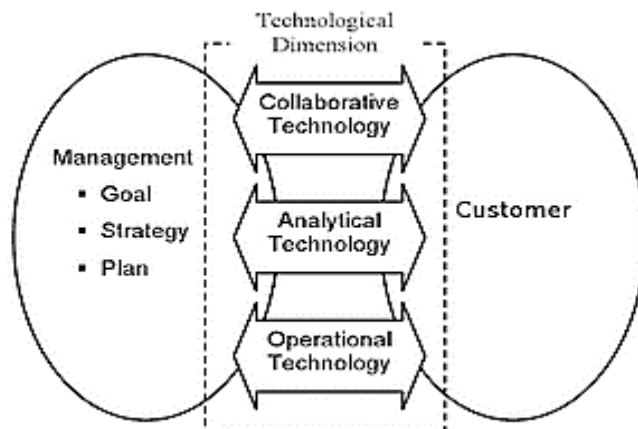 Technological
Dimension
Collaborative
Technology
Management
▪ Goal
▪ Strategy
▪ Plan
Analytical
Technology
Customer
Operational
Technology